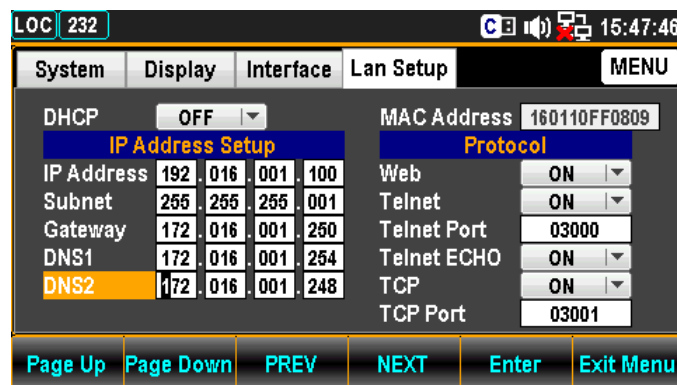 LOC 232 C 15:47:46
System Display Interface Lan Setup MENU
DHCP OFF
IP Address Setup
IP Address 192 . 016 . 001 . 100
Subnet 255 . 255 . 255 . 001
Gateway 172 . 016 . 001 . 250
DNS1 172 . 016 . 001 . 254
DNS2 172 . 016 . 001 . 248
MAC Address 160110FF0809
Protocol
Web ON
Telnet ON
Telnet Port 03000
Telnet ECHO ON
TCP ON
TCP Port 03001
Page Up Page Down PREV NEXT Enter Exit Menu